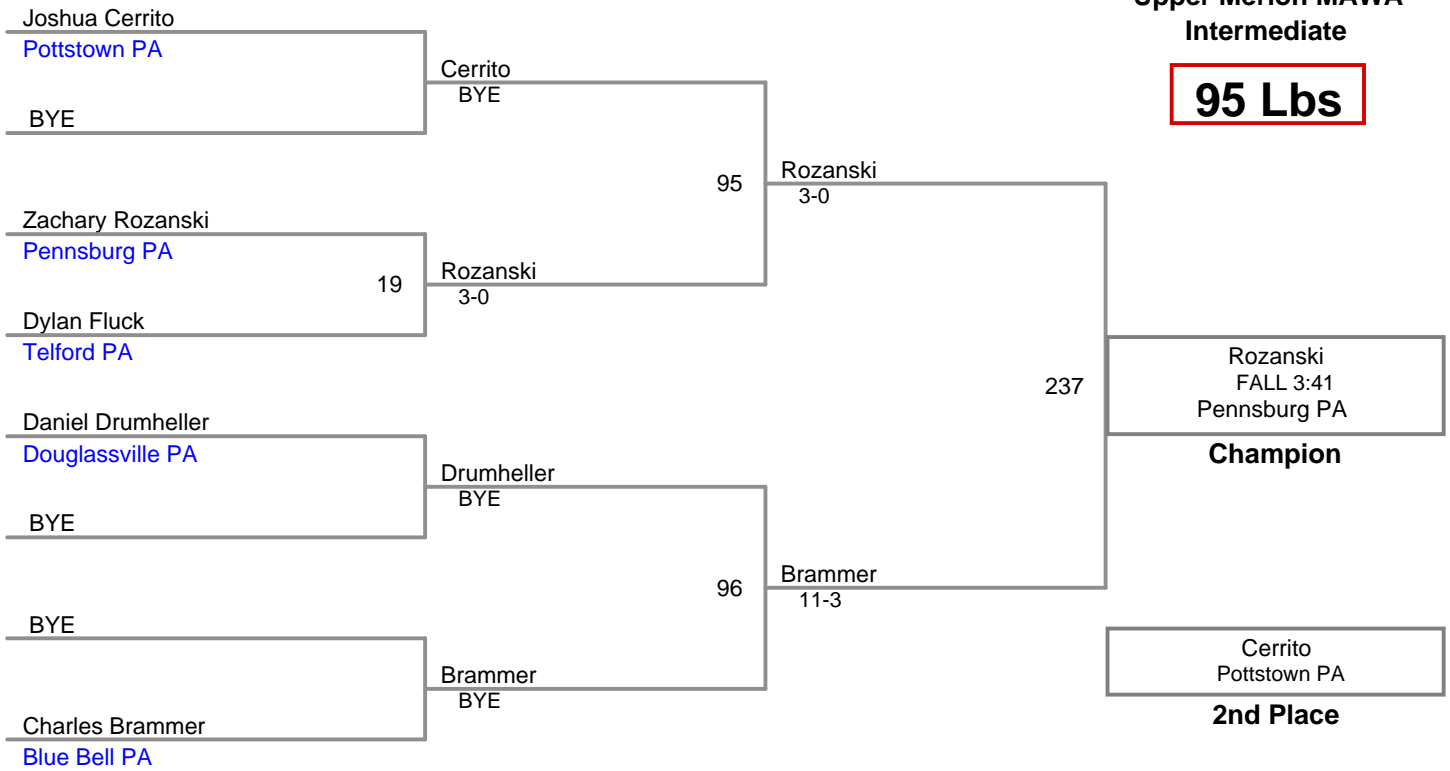 Upper Merion MAWA
Intermediate
95 Lbs
Joshua Cerrito
Pottstown PA
BYE
Cerrito
BYE
Zachary Rozanski
Pennsburg PA
19
Dylan Fluck
Telford PA
Rozanski
3-0
95
Rozanski
3-0
Daniel Drumheller
Douglassville PA
BYE
Drumheller
BYE
BYE
Charles Brammer
Blue Bell PA
Brammer
BYE
96
Brammer
11-3
237
Rozanski
FALL 3:41
Pennsburg PA
Champion
Cerrito
Pottstown PA
2nd Place